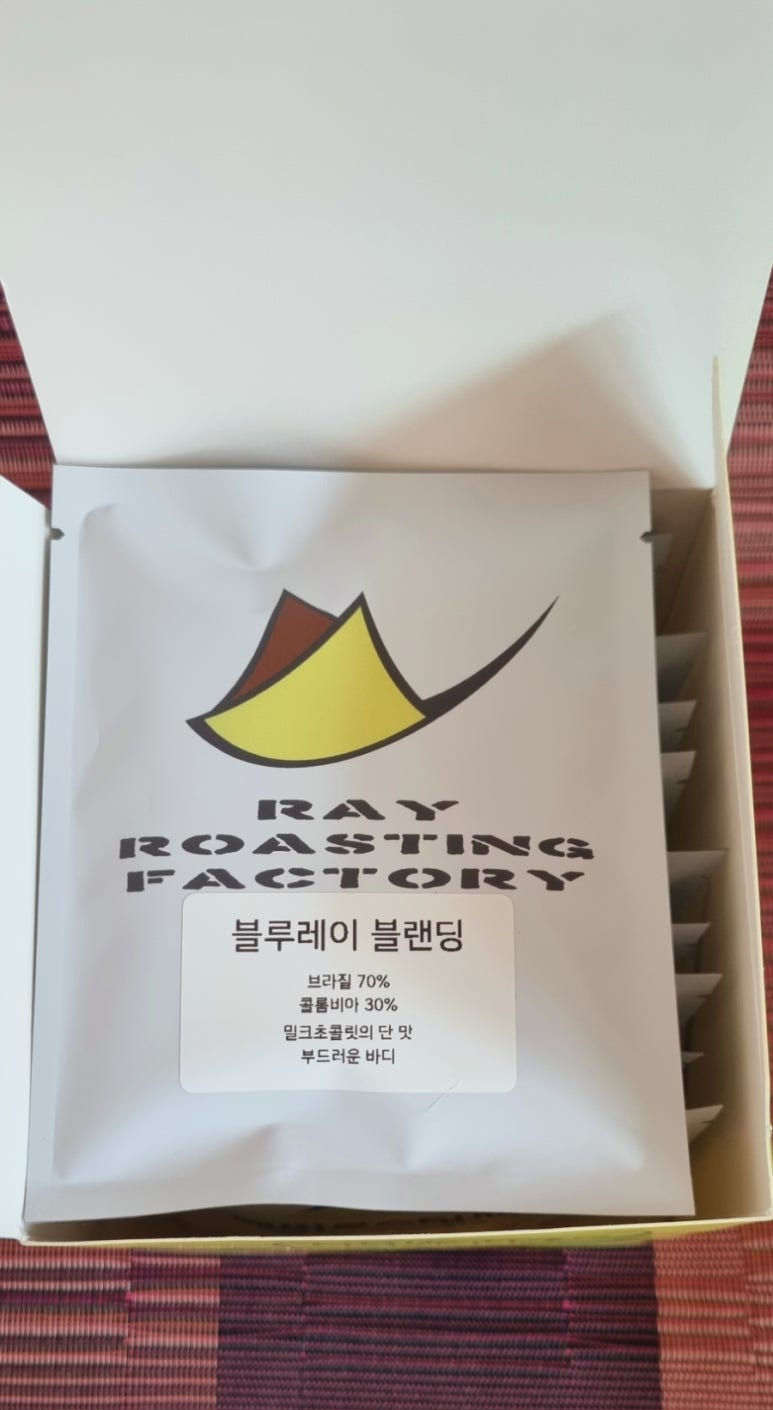 RAY
ROASTING
FACTORY
블루레이 블랜딩
브라질 70%
콜롬비아 30%
밀크초콜릿의 단 맛
부드러운 바디